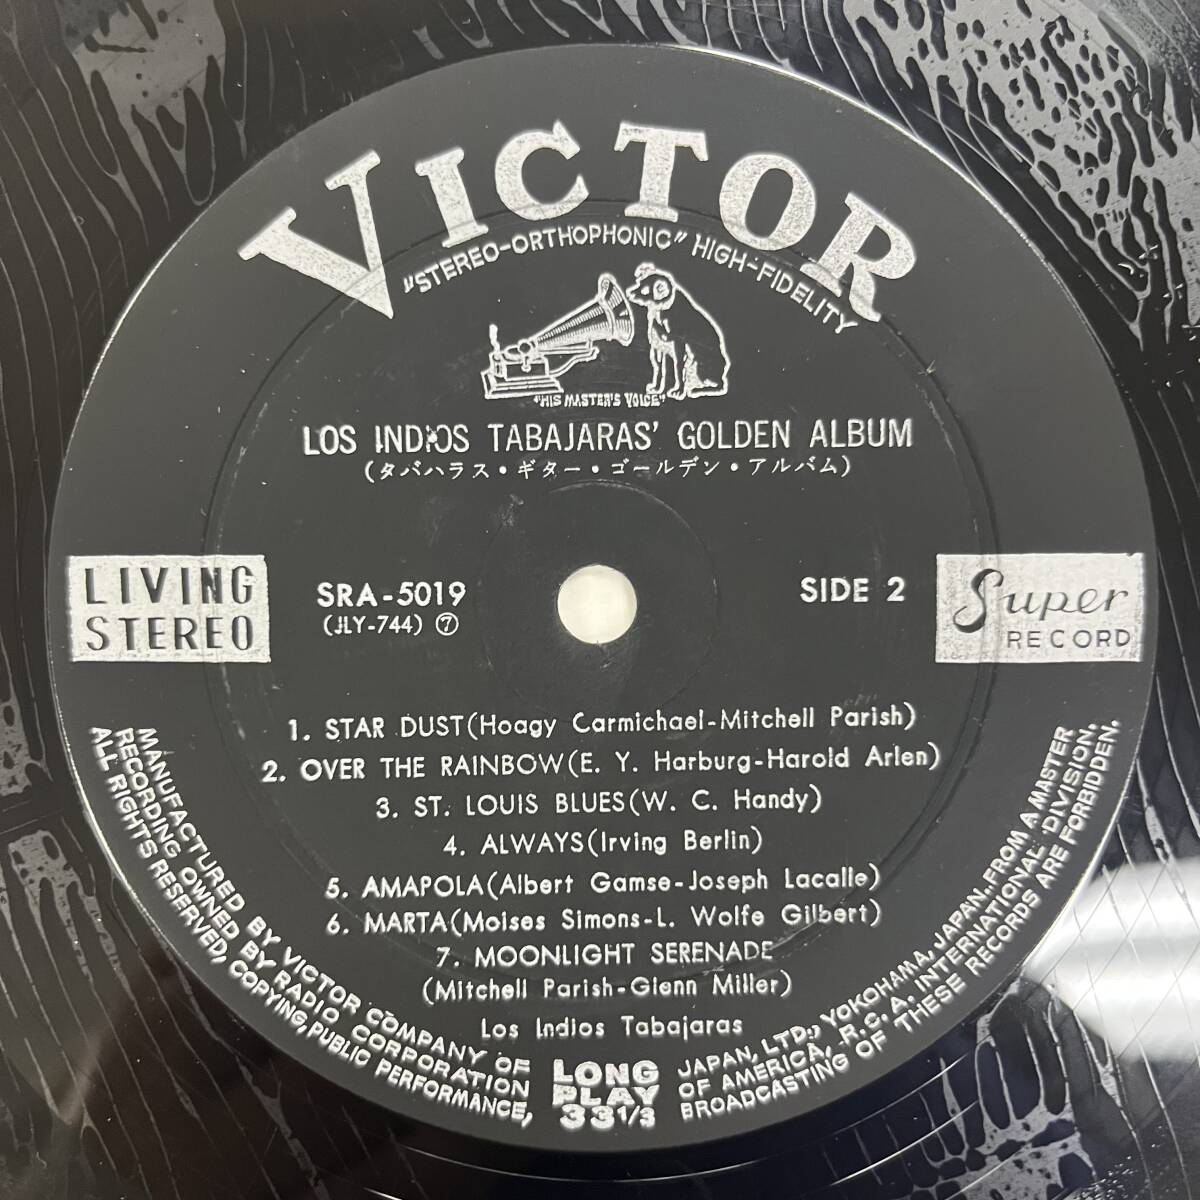 VICTOR
"STEREO-ORTHOPHONIC" HIGH-FIDELITY
"HIS MASTER'S VOICE"
LOS INDIOS TABAJARAS' GOLDEN ALBUM
(タバハラス・ギター・ゴールデン・アルバム)
LIVING
STEREO
SRA-5019
(JLY-744) ⑦
SIDE 2
Super
RECORD
1. STAR DUST(Hoagy Carmichael-Mitchell Parish)
2. OVER THE RAINBOW(E. Y. Harburg-Harold Arlen)
3. ST. LOUIS BLUES(W. C. Handy)
4. ALWAYS(Irving Berlin)
5. AMAPOLA(Albert Gamse-Joseph Lacalle)
6. MARTA(Moises Simons-L. Wolfe Gilbert)
7. MOONLIGHT SERENADE
(Mitchell Parish-Glenn Miller)
Los Indios Tabajaras
MANUFACTURED BY VICTOR COMPANY OF JAPAN, LTD., YOKOHAMA, JAPAN. FROM A MASTER
RECORDING OWNED BY RADIO CORPORATION OF AMERICA, R.C.A. INTERNATIONAL DIVISION.
ALL RIGHTS RESERVED, COPYING, PUBLIC PERFORMANCE, BROADCASTING OF THESE RECORDS ARE FORBIDDEN.
LONG
PLAY
33 1/3